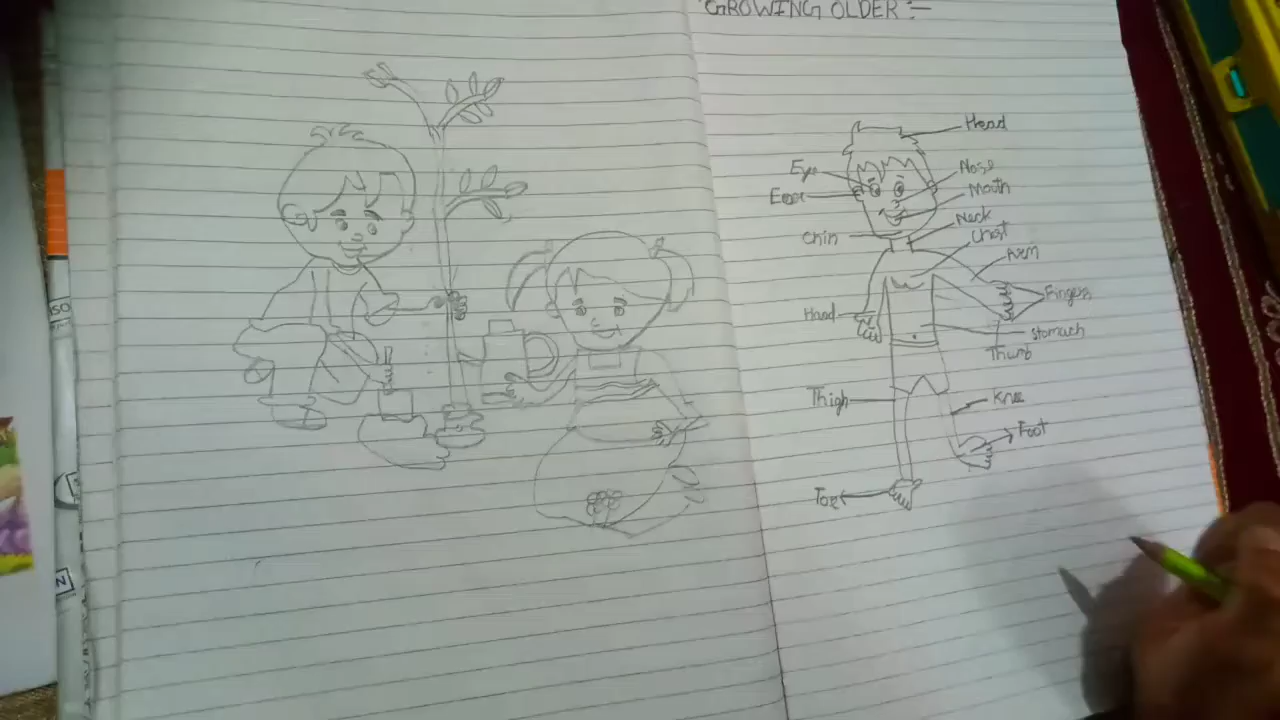 GROWING OLDER :-
Head
Eye
Nose
Ear
Mouth
Neck
Chin
Chest
Arm
Fingers
Hand
Stomach
Thumb
Thigh
Knee
Foot
Toe
ISO
N